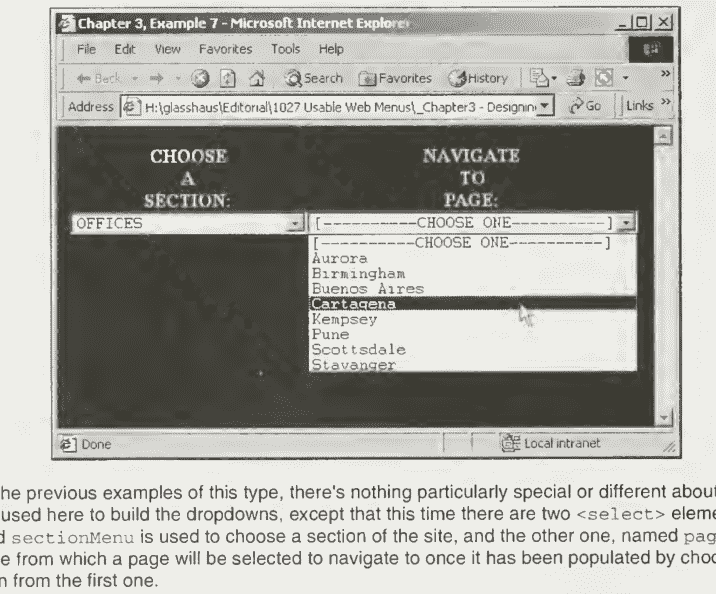 Chapter 3, Example 7 - Microsoft Internet Explorer
File Edit View Favorites Tools Help
Back Search Favorites History »
Address H:\glasshaus\Editorial\1027 Usable Web Menus\_Chapter3 - Designin Go Links »
CHOOSE
A
SECTION:
NAVIGATE
TO
PAGE:
OFFICES
[----------CHOOSE ONE----------]
[----------CHOOSE ONE----------]
Aurora
Birmingham
Buenos Aires
Cartagena
Kempsey
Pune
Scottsdale
Stavanger
Done Local intranet
he previous examples of this type, there's nothing particularly special or different about
used here to build the dropdowns, except that this time there are two <select> eleme
d sectionMenu is used to choose a section of the site, and the other one, named pag
e from which a page will be selected to navigate to once it has been populated by choo
n from the first one.